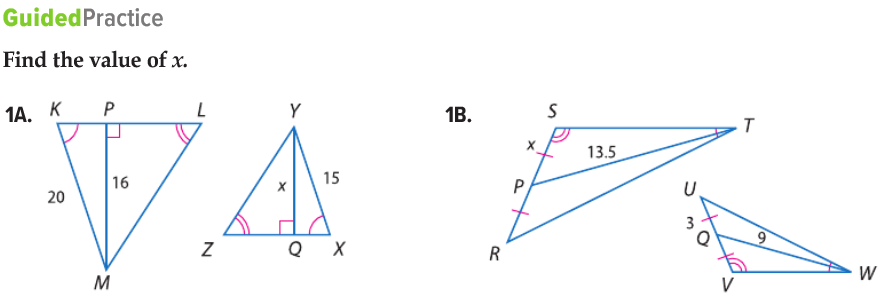 GuidedPractice
Find the value of x.
1A.
K P L
20
16
M
Y
x
15
Z Q X
1B.
S
T
x
13.5
P
R
U
3
Q
9
V
W